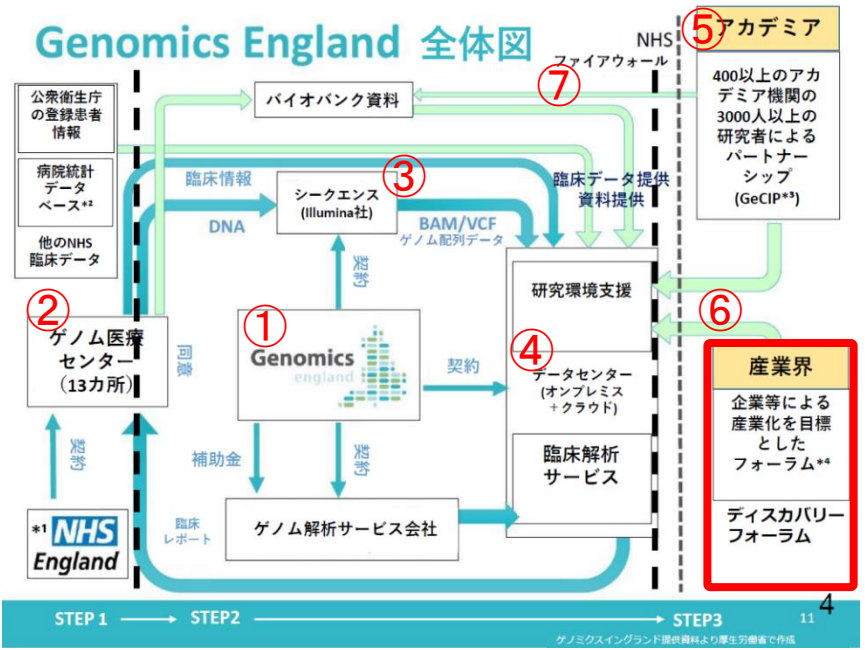 Genomics England 全体図
NHS
ファイアウォール
⑤
アカデミア
400以上のアカ
デミア機関の
3000人以上の
研究者による
パートナー
シップ
(GeCIP*³)
公衆衛生庁
の登録患者
情報
病院統計
データ
ベース*²
他のNHS
臨床データ
バイオバンク資料
⑦
臨床情報
DNA
シークエンス
(Illumina社)
③
BAM/VCF
ゲノム配列データ
臨床データ提供
資料提供
契約
②
ゲノム医療
センター
(13カ所)
同意
①
Genomics
england
契約
研究環境支援
④
データセンター
(オンプレミス
+クラウド)
臨床解析
サービス
⑥
産業界
企業等による
産業化を目標
とした
フォーラム*⁴
ディスカバリー
フォーラム
契約
補助金
契約
*¹ NHS
England
臨床
レポート
ゲノム解析サービス会社
STEP 1
STEP2
STEP3
11
4
ゲノミクスイングランド提供資料より厚生労働省で作成